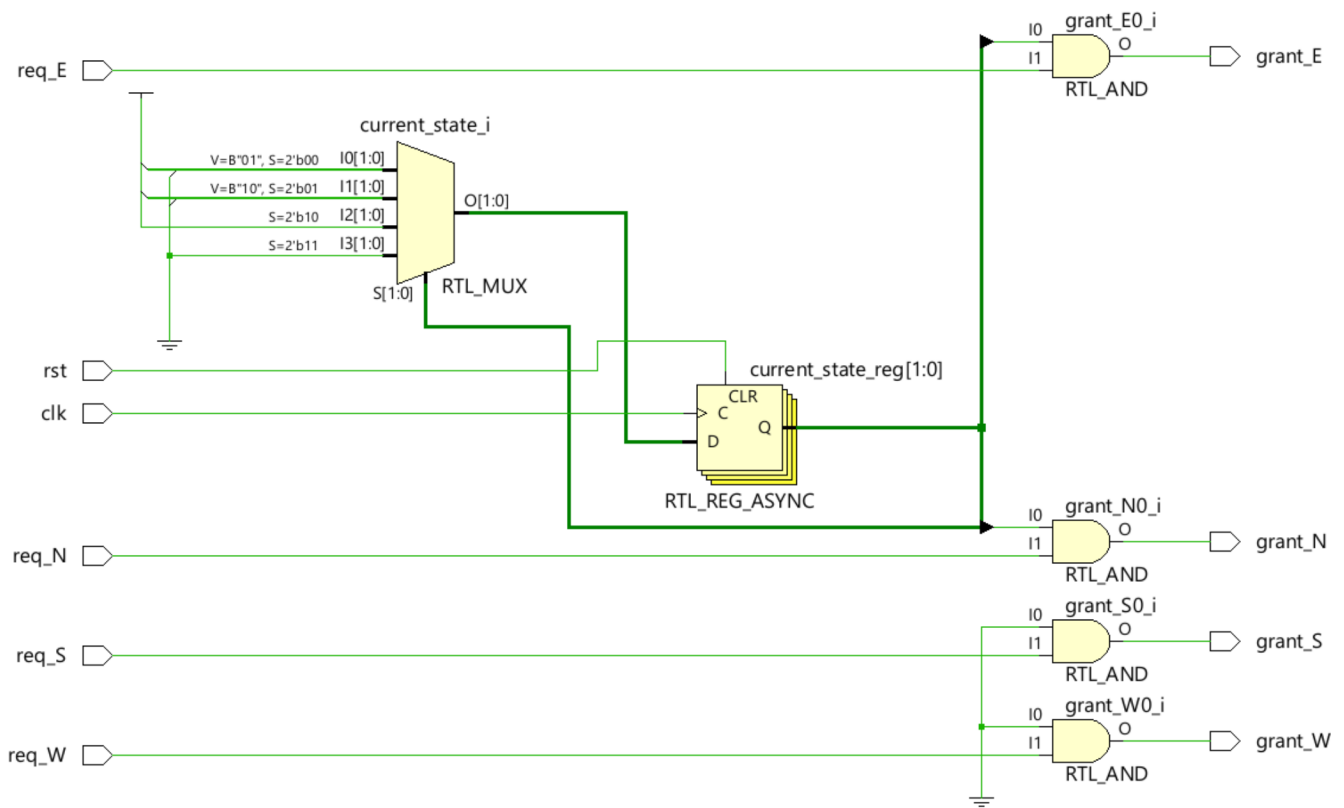 grant_E0_i
I0
O
req_E
I1
grant_E
RTL_AND
current_state_i
V=B"01", S=2'b00
I0[1:0]
V=B"10", S=2'b01
I1[1:0]
O[1:0]
S=2'b10
I2[1:0]
S=2'b11
I3[1:0]
S[1:0]
RTL_MUX
rst
current_state_reg[1:0]
CLR
clk
C
Q
D
RTL_REG_ASYNC
grant_N0_i
I0
O
req_N
I1
grant_N
RTL_AND
grant_S0_i
I0
O
req_S
I1
grant_S
RTL_AND
grant_W0_i
I0
O
req_W
I1
grant_W
RTL_AND